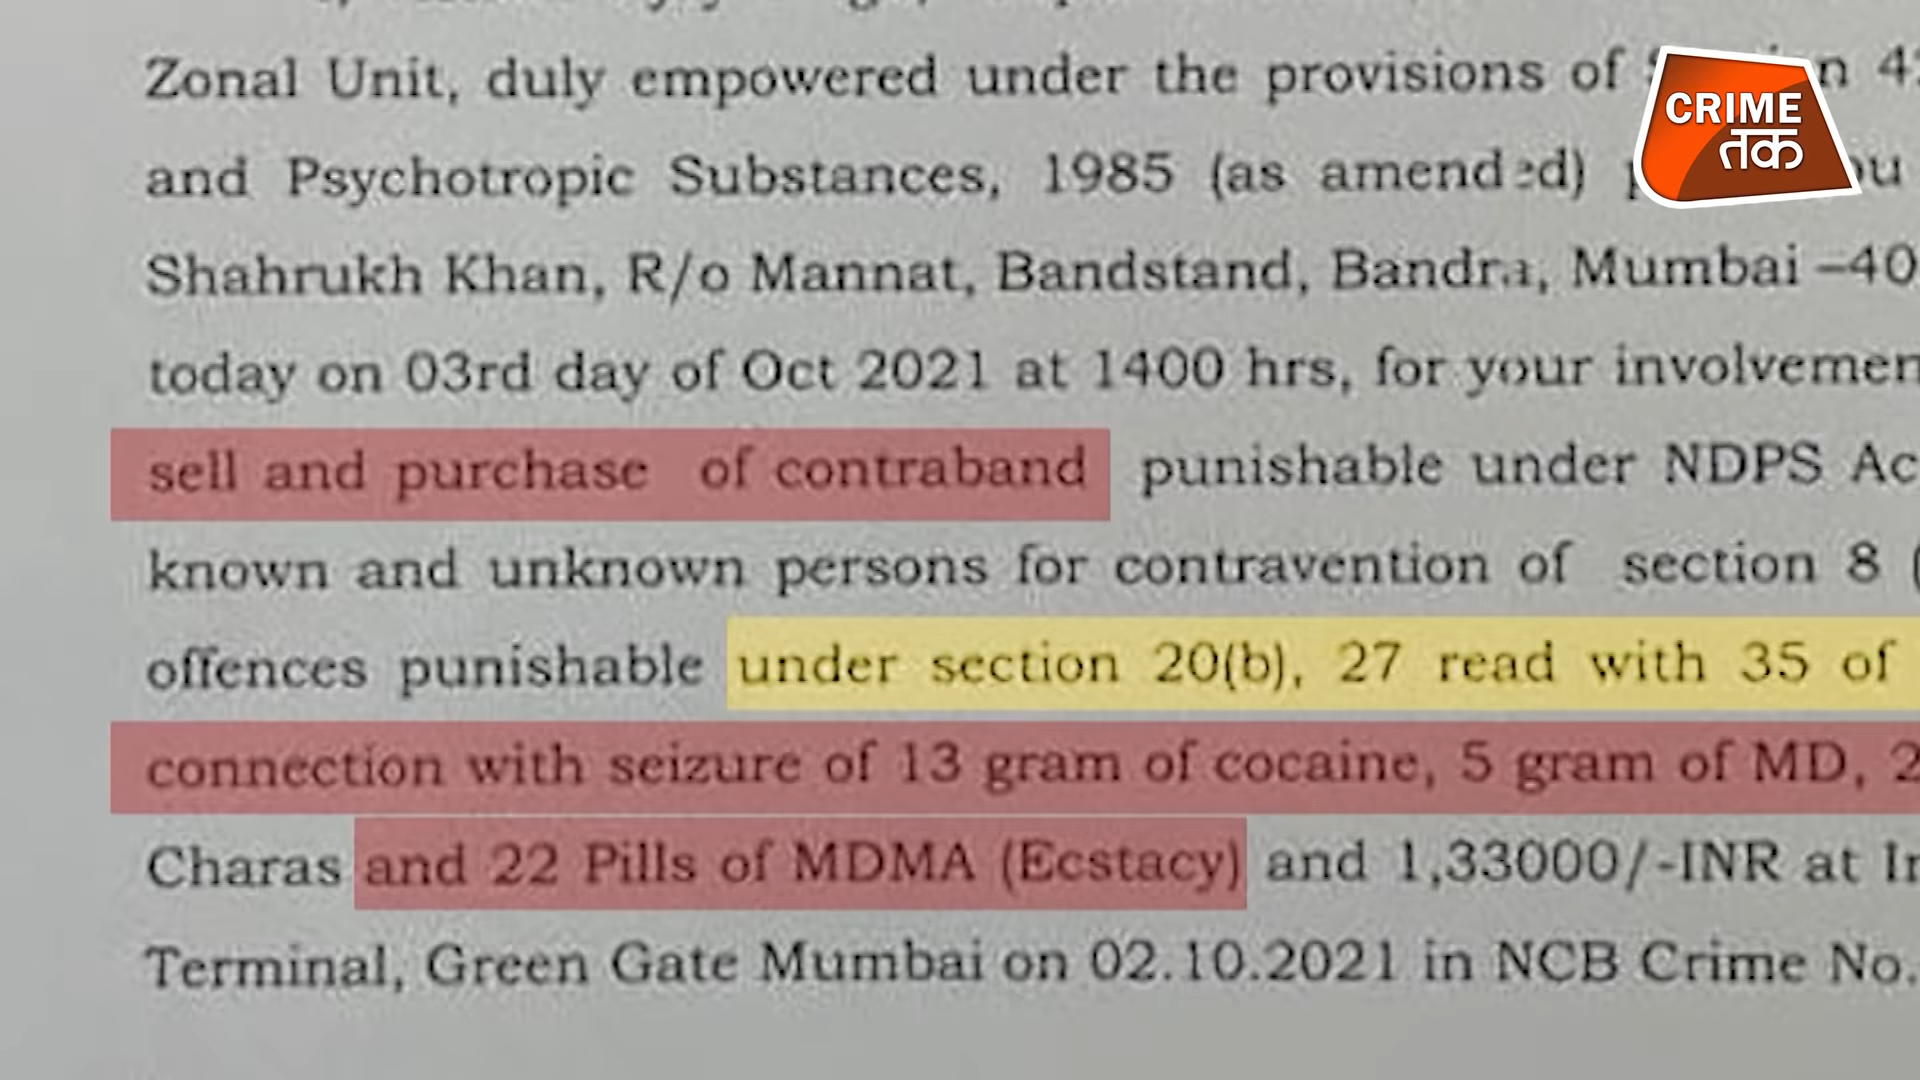 Zonal Unit, duly empowered under the provisions of
and Psychotropic Substances, 1985 (as amended)
Shahrukh Khan, R/o Mannat, Bandstand, Bandra, Mumbai –40
today on 03rd day of Oct 2021 at 1400 hrs, for your involvemen
sell and purchase of contraband punishable under NDPS Ac
known and unknown persons for contravention of section 8 (
offences punishable under section 20(b), 27 read with 35 of
connection with seizure of 13 gram of cocaine, 5 gram of MD, 2
Charas and 22 Pills of MDMA (Ecstacy) and 1,33000/-INR at In
Terminal, Green Gate Mumbai on 02.10.2021 in NCB Crime No.
CRIME
तक